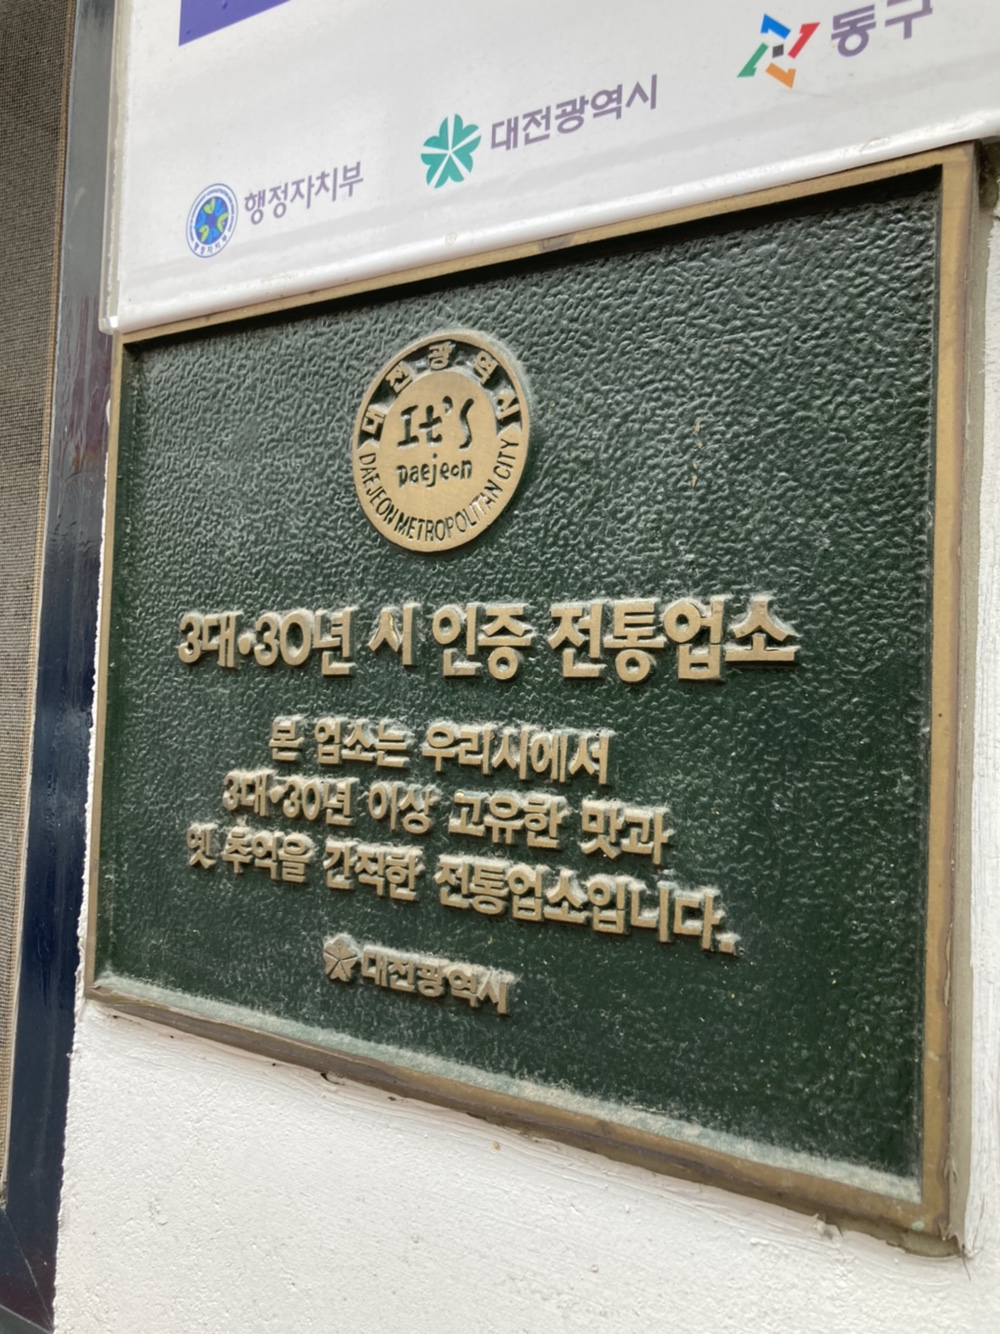 동구
대전광역시
행정자치부
대전광역시
It's
Daejeon
DAEJEON METROPOLITAN CITY
3대•30년 시 인증 전통업소
본 업소는 우리시에서
3대•30년 이상 고유한 맛과
옛 추억을 간직한 전통업소입니다.
대전광역시